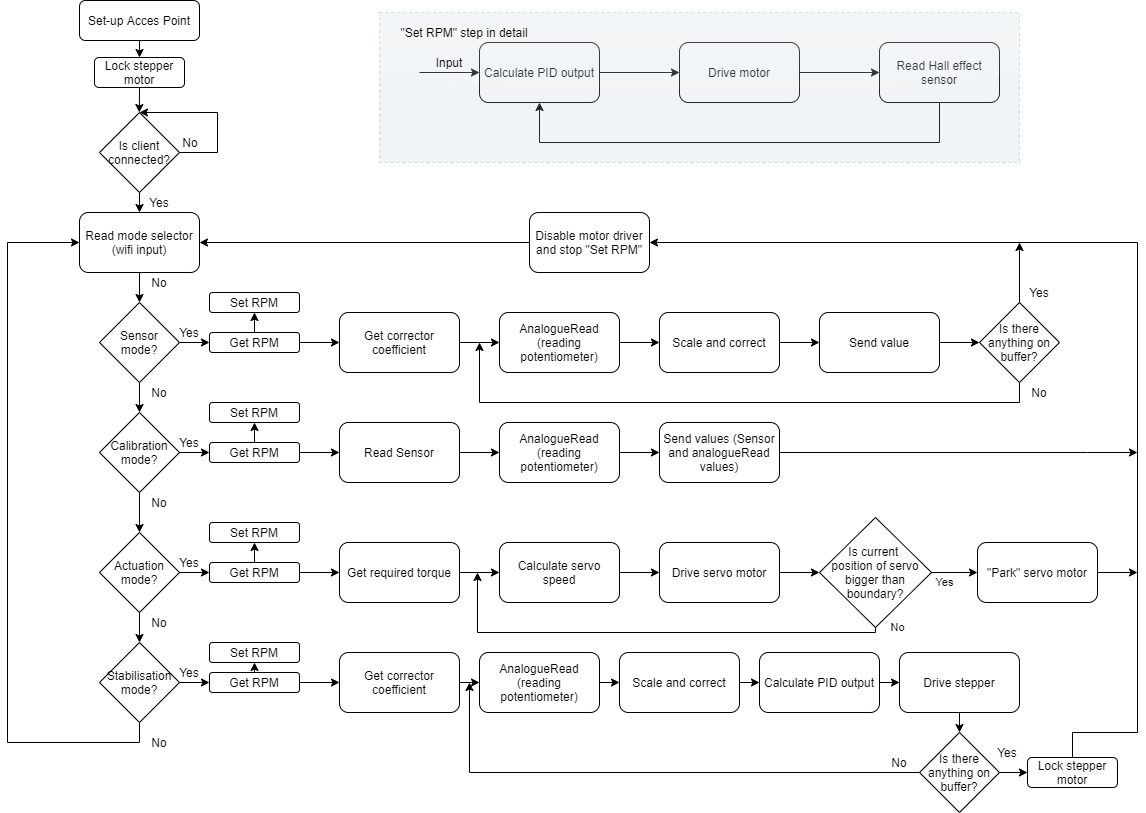 Set-up Acces Point
Lock stepper
motor
Is client
connected?
No
Yes
"Set RPM" step in detail
Input
Calculate PID output
Drive motor
Read Hall effect
sensor
Read mode selector
(wifi input)
Disable motor driver
and stop "Set RPM"
No
Sensor
mode?
Yes
Set RPM
Get RPM
Get corrector
coefficient
AnalogueRead
(reading
potentiometer)
Scale and correct
Send value
Is there
anything on
buffer?
Yes
No
No
Calibration
mode?
Yes
Set RPM
Get RPM
Read Sensor
AnalogueRead
(reading
potentiometer)
Send values (Sensor
and analogueRead
values)
No
Actuation
mode?
Yes
Set RPM
Get RPM
Get required torque
Calculate servo
speed
Drive servo motor
Is current
position of servo
bigger than
boundary?
Yes
No
"Park" servo motor
No
Stabilisation
mode?
Yes
Set RPM
Get RPM
Get corrector
coefficient
AnalogueRead
(reading
potentiometer)
Scale and correct
Calculate PID output
Drive stepper
No
Is there
anything on
buffer?
No
Yes
Lock stepper
motor